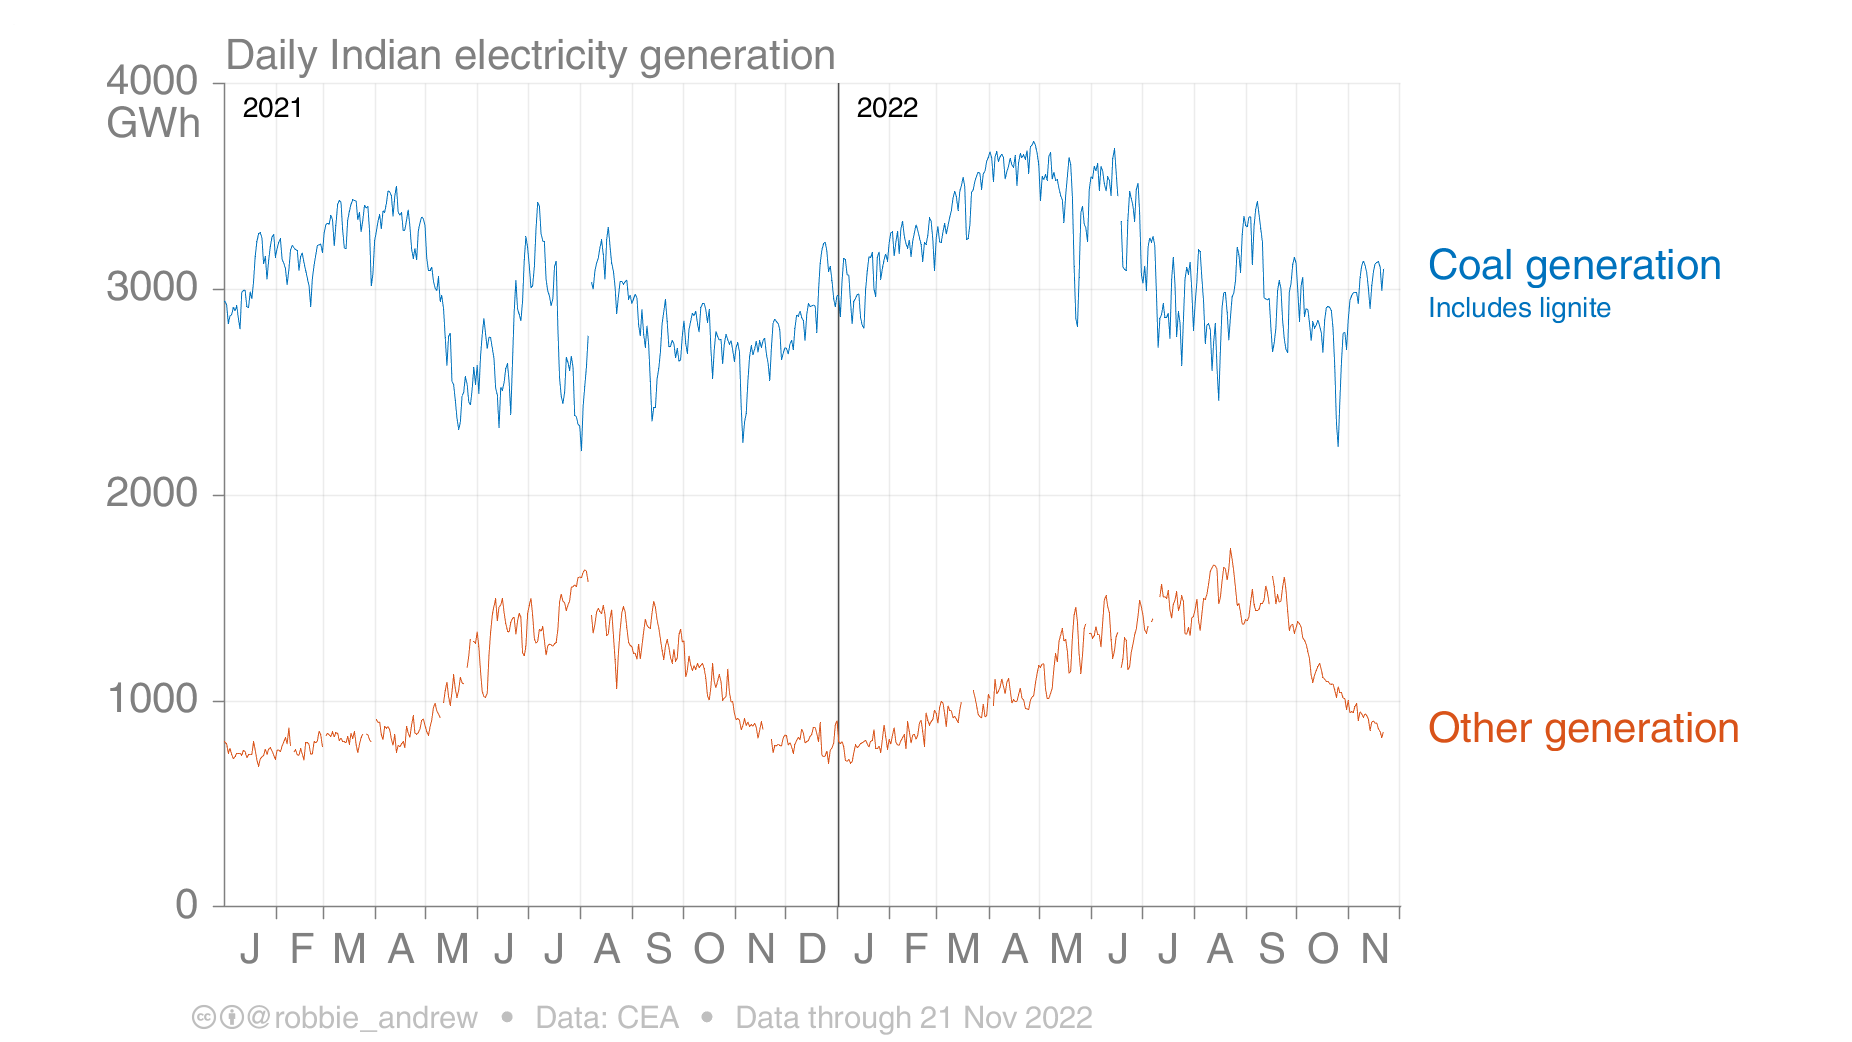 Daily Indian electricity generation
4000
GWh
2021
2022
3000
2000
1000
0
Coal generation
Includes lignite
Other generation
J F M A M J J A S O N D J F M A M J J A S O N
@robbie_andrew • Data: CEA • Data through 21 Nov 2022